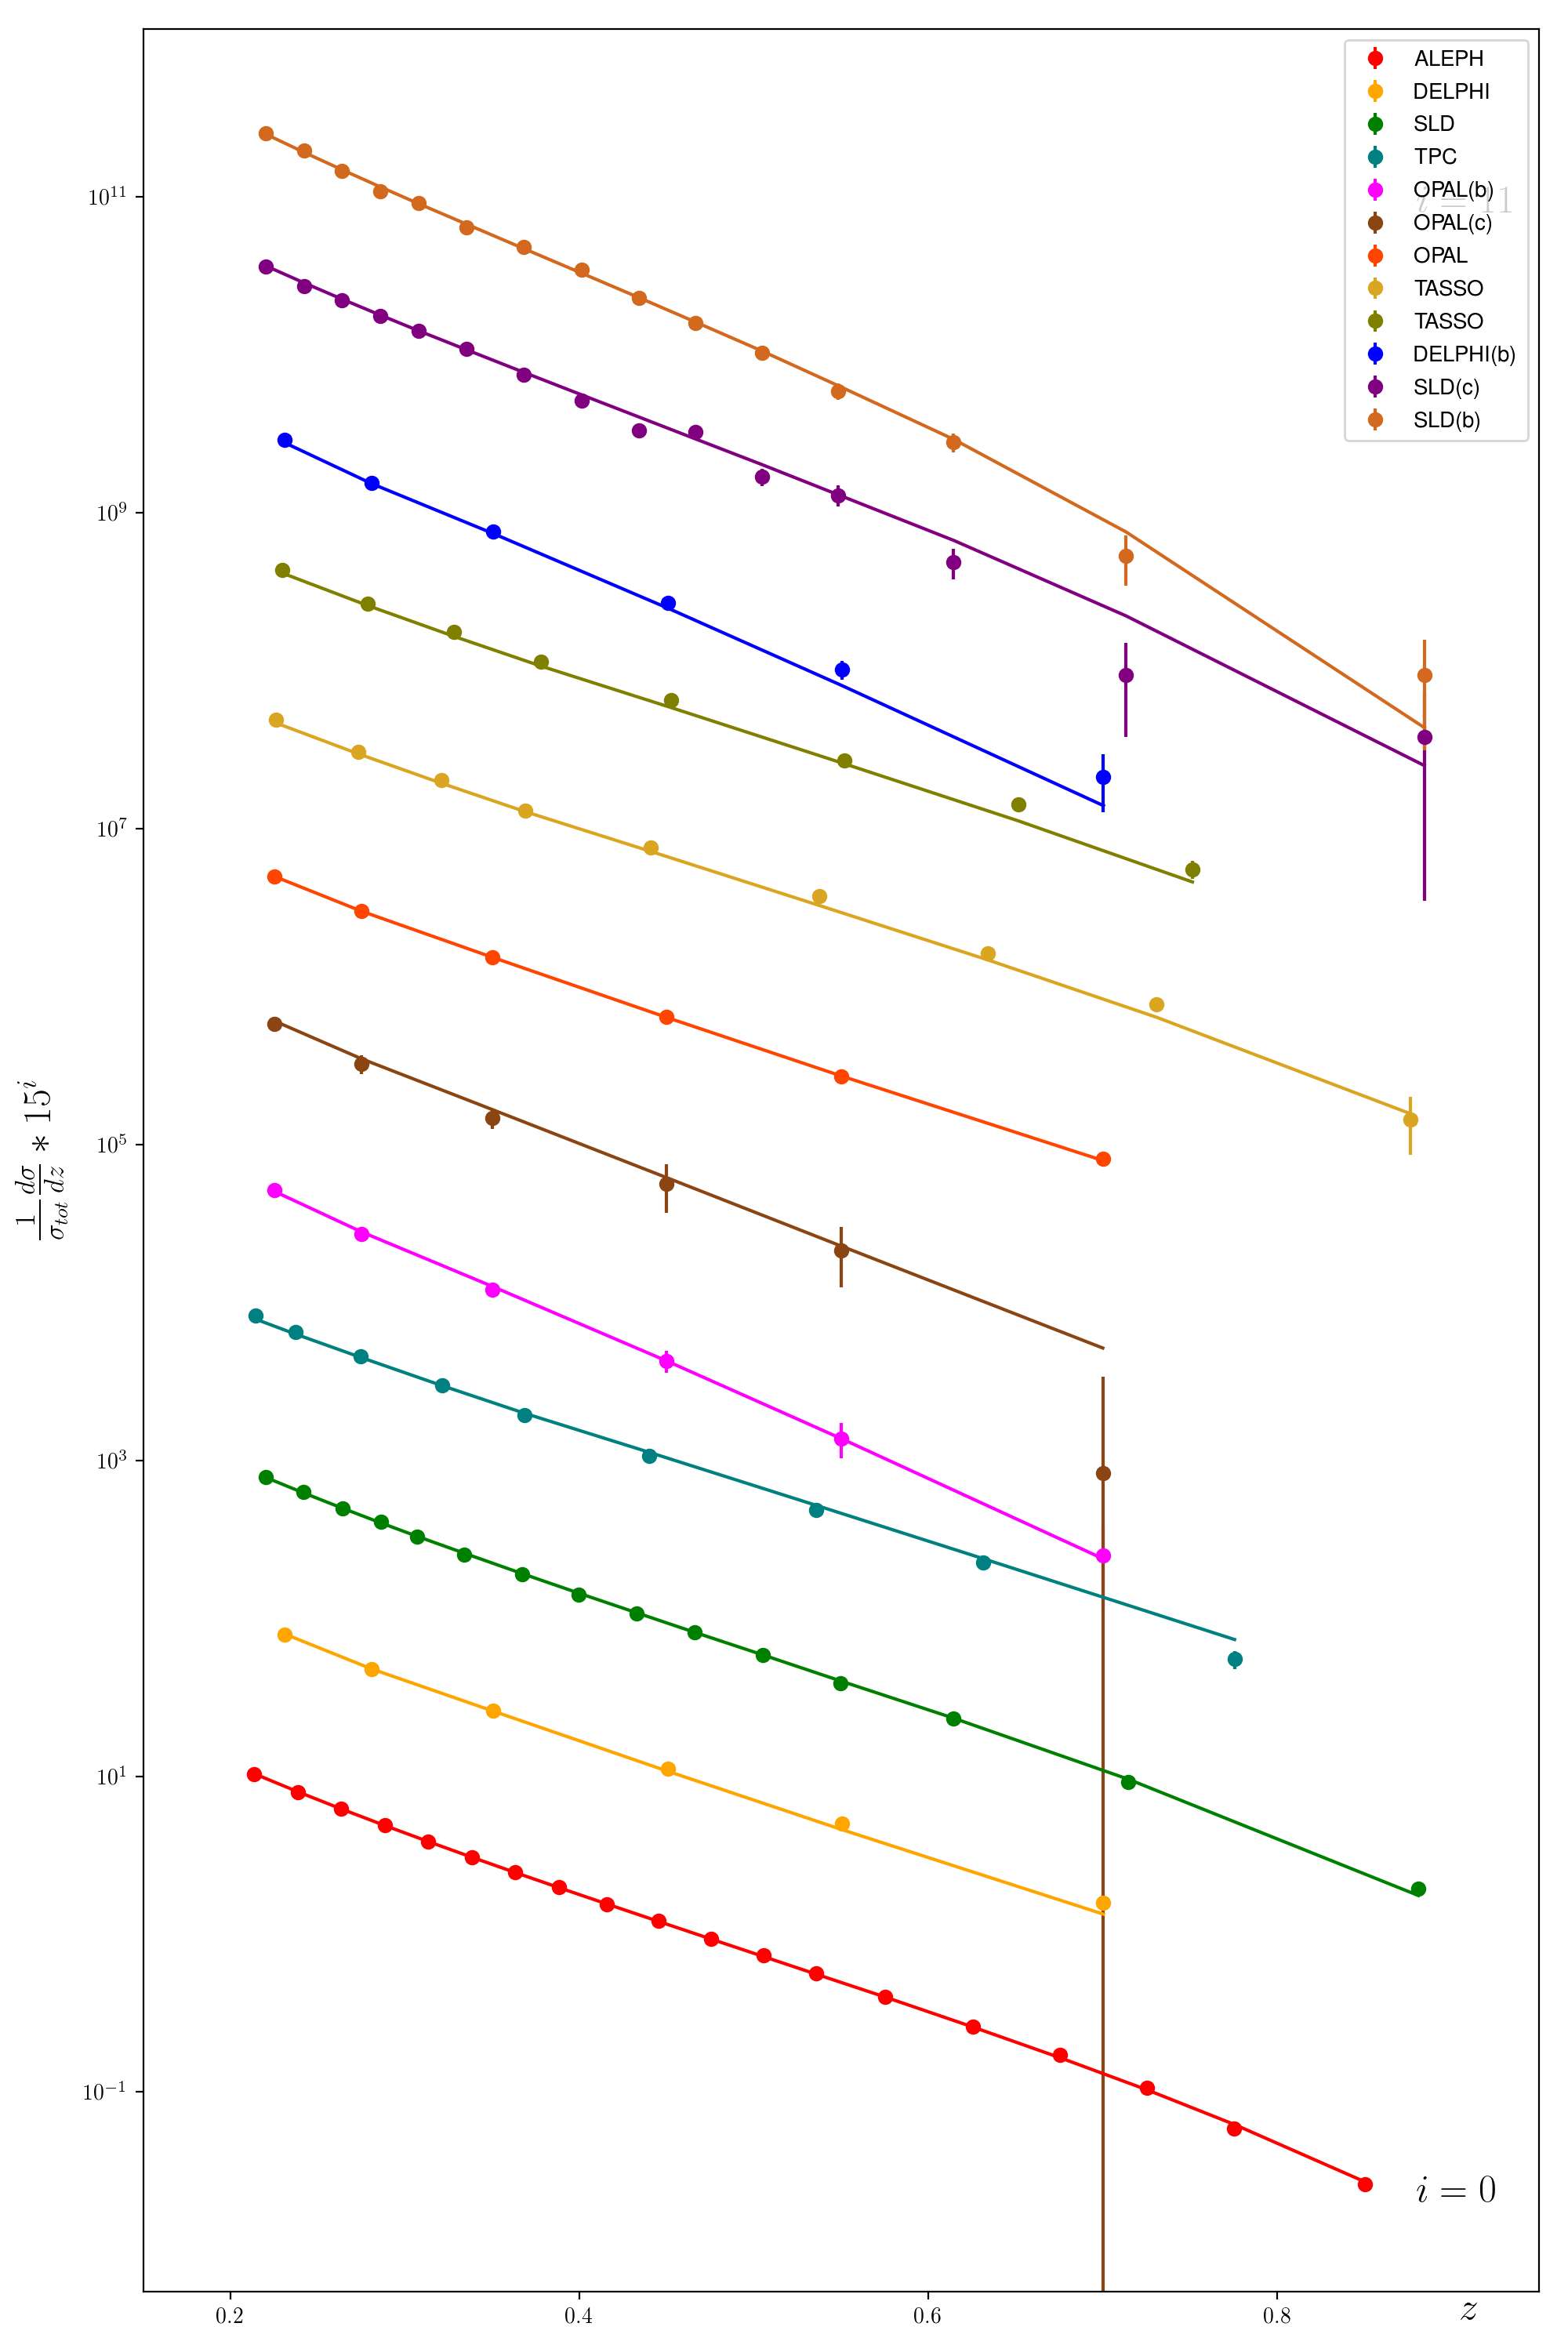 ALEPH
DELPHI
SLD
TPC
OPAL(b)
i = 11
OPAL(c)
OPAL
TASSO
TASSO
DELPHI(b)
SLD(c)
SLD(b)
10^11
10^9
10^7
10^5
10^3
10^1
10^-1
1/σ_tot dσ/dz * 15^i
i = 0
0.2 0.4 0.6 0.8 z